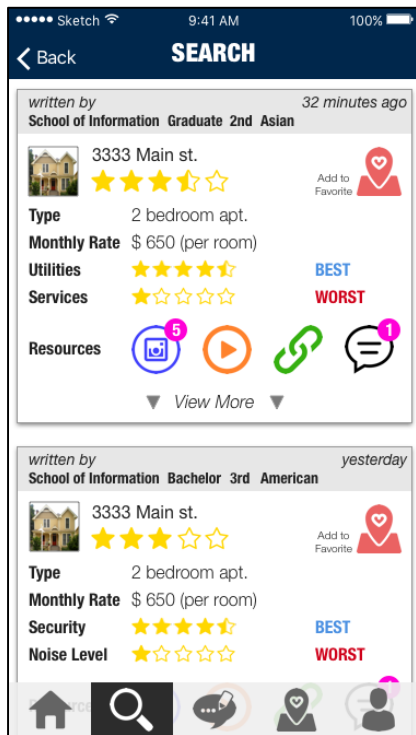 Sketch 9:41 AM 100%
Back SEARCH
written by 32 minutes ago
School of Information Graduate 2nd Asian
3333 Main st.
Add to
Favorite
Type 2 bedroom apt.
Monthly Rate $ 650 (per room)
Utilities BEST
Services WORST
Resources 5 1
▼ View More ▼
written by yesterday
School of Information Bachelor 3rd American
3333 Main st.
Add to
Favorite
Type 2 bedroom apt.
Monthly Rate $ 650 (per room)
Security BEST
Noise Level WORST